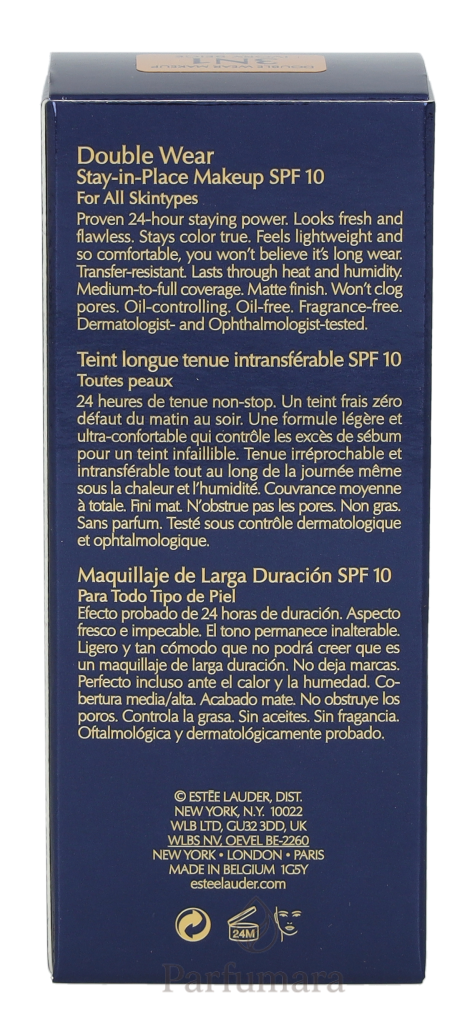 DOUBLE WEAR MAKEUP
3N1
Double Wear
Stay-in-Place Makeup SPF 10
For All Skintypes
Proven 24-hour staying power. Looks fresh and
flawless. Stays color true. Feels lightweight and
so comfortable, you won't believe it's long wear.
Transfer-resistant. Lasts through heat and humidity.
Medium-to-full coverage. Matte finish. Won't clog
pores. Oil-controlling. Oil-free. Fragrance-free.
Dermatologist- and Ophthalmologist-tested.
Teint longue tenue intransférable SPF 10
Toutes peaux
24 heures de tenue non-stop. Un teint frais zéro
défaut du matin au soir. Une formule légère et
ultra-confortable qui contrôle les excès de sébum
pour un teint infaillible. Tenue irréprochable et
intransférable tout au long de la journée même
sous la chaleur et l'humidité. Couvrance moyenne
à totale. Fini mat. N'obstrue pas les pores. Non gras.
Sans parfum. Testé sous contrôle dermatologique
et ophtalmologique.
Maquillaje de Larga Duración SPF 10
Para Todo Tipo de Piel
Efecto probado de 24 horas de duración. Aspecto
fresco e impecable. El tono permanece inalterable.
Ligero y tan cómodo que no podrá creer que es
un maquillaje de larga duración. No deja marcas.
Perfecto incluso ante el calor y la humedad. Co-
bertura media/alta. Acabado mate. No obstruye los
poros. Controla la grasa. Sin aceites. Sin fragancia.
Oftalmológica y dermatológicamente probado.
© ESTĒE LAUDER, DIST.
NEW YORK, N.Y. 10022
WLB LTD, GU32 3DD, UK
WLBS NV, OEVEL BE-2260
NEW YORK • LONDON • PARIS
MADE IN BELGIUM 1G5Y
esteelauder.com
24M
Parfumara